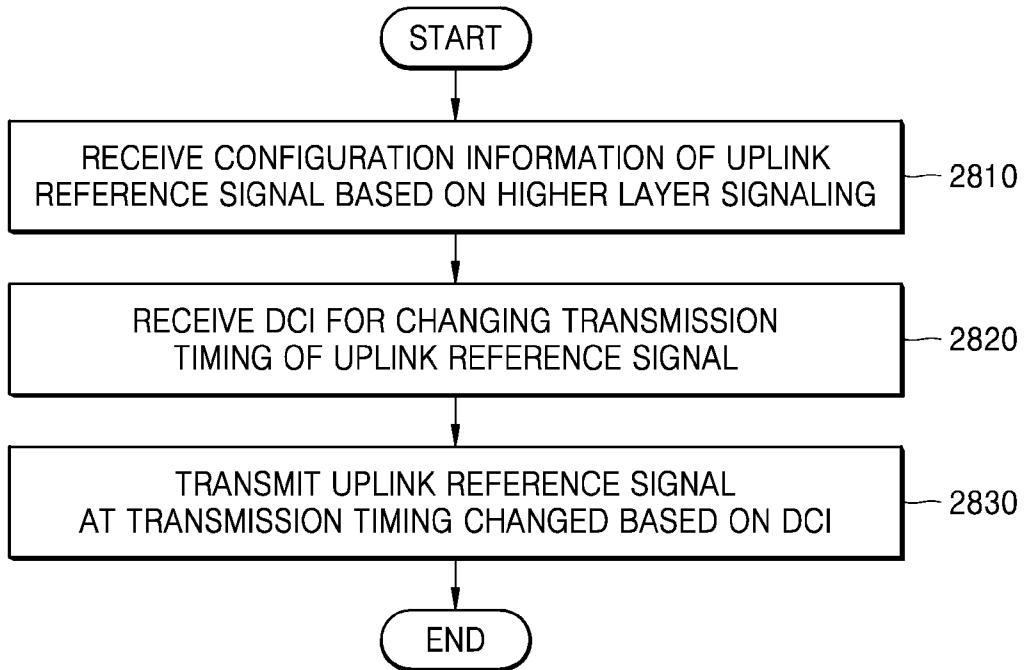 START
RECEIVE CONFIGURATION INFORMATION OF UPLINK
REFERENCE SIGNAL BASED ON HIGHER LAYER SIGNALING
2810
RECEIVE DCI FOR CHANGING TRANSMISSION
TIMING OF UPLINK REFERENCE SIGNAL
2820
TRANSMIT UPLINK REFERENCE SIGNAL
AT TRANSMISSION TIMING CHANGED BASED ON DCI
2830
END